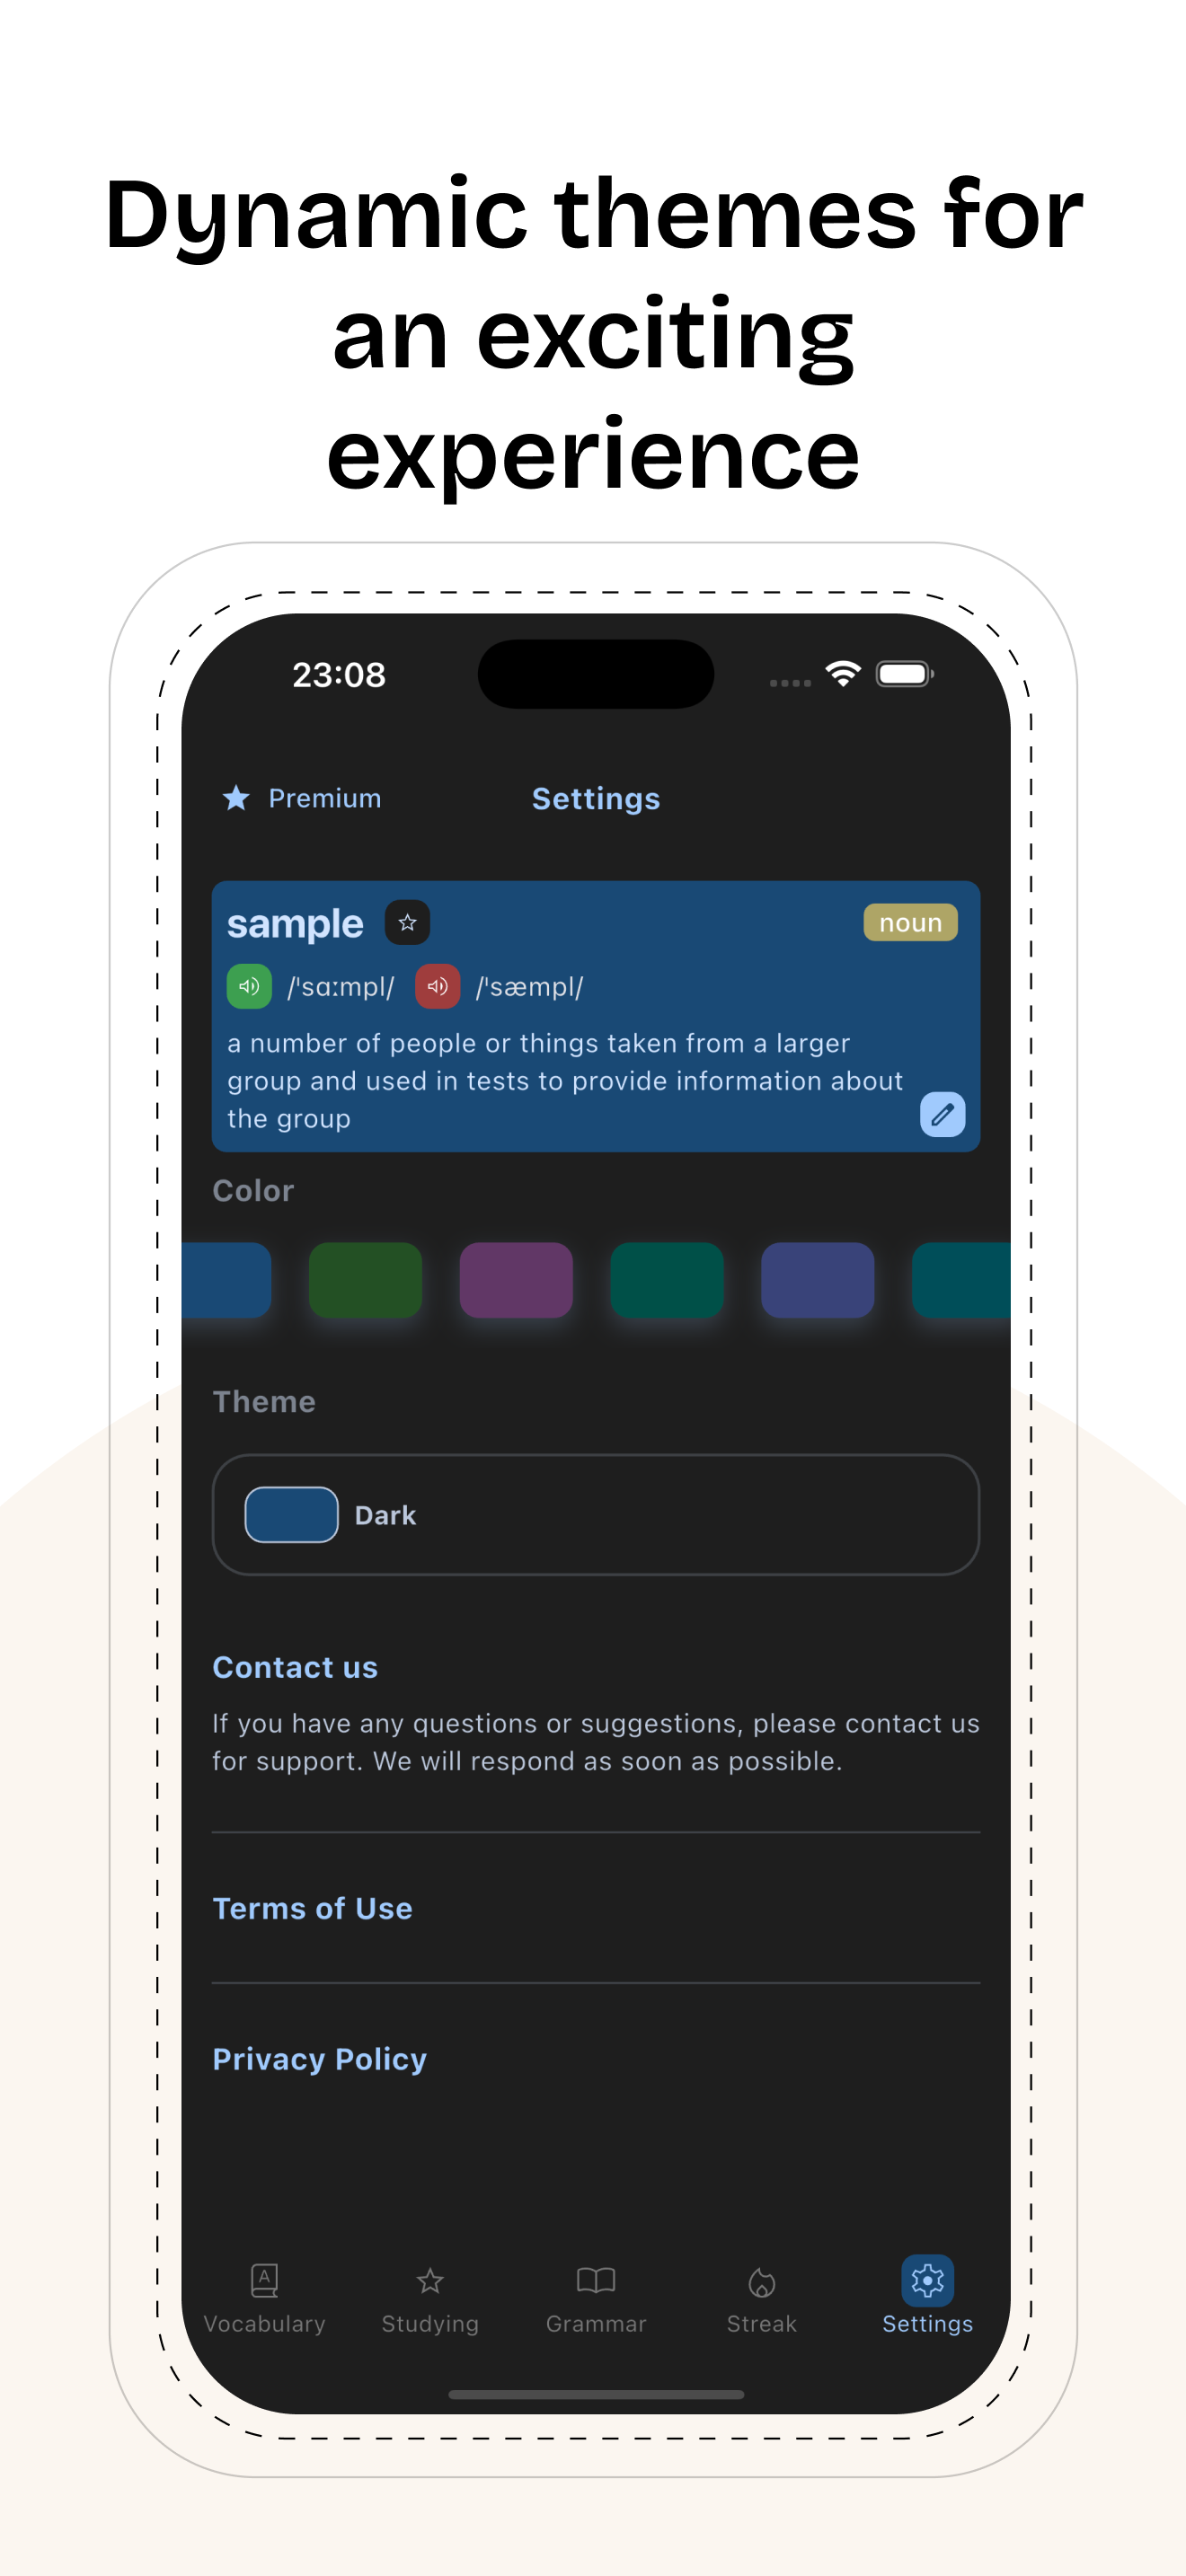 Dynamic themes for
an exciting
experience
23:08
Premium
Settings
sample
noun
/ˈsɑːmpl/ /ˈsæmpl/
a number of people or things taken from a larger
group and used in tests to provide information about
the group
Color
Theme
Dark
Contact us
If you have any questions or suggestions, please contact us
for support. We will respond as soon as possible.
Terms of Use
Privacy Policy
A
Vocabulary
Studying
Grammar
Streak
Settings